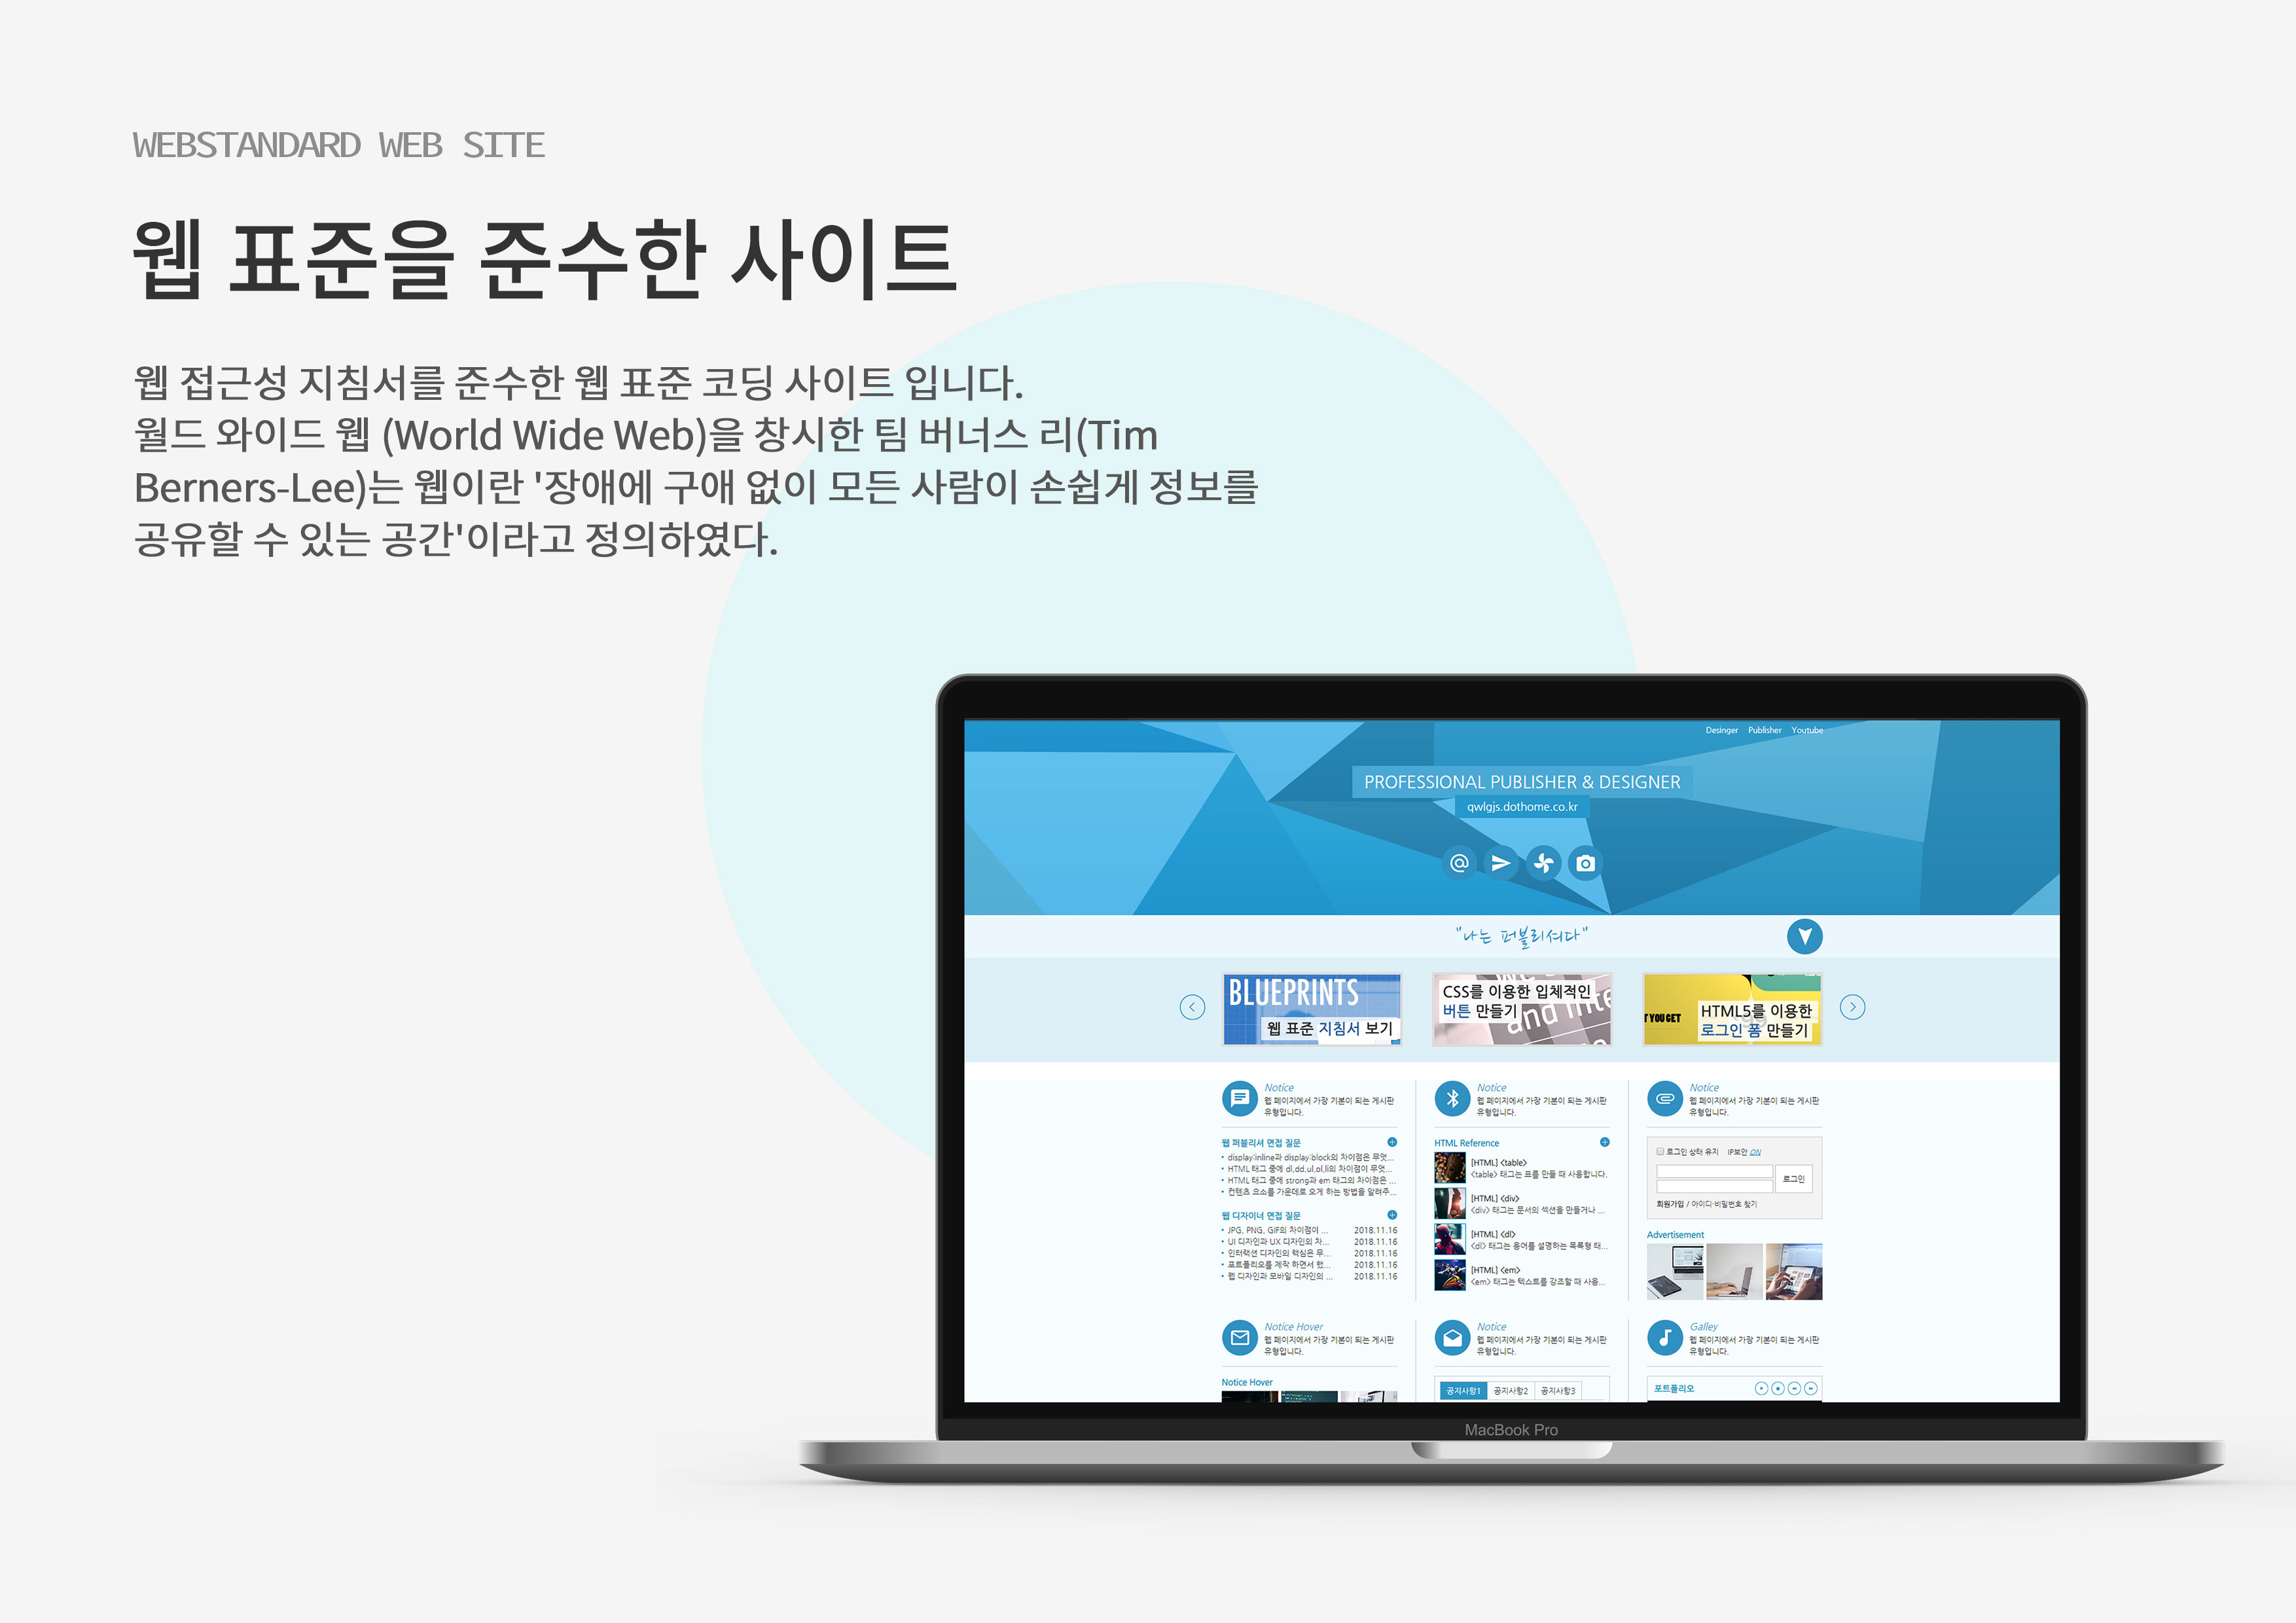 WEBSTANDARD WEB SITE
웹 표준을 준수한 사이트
웹 접근성 지침서를 준수한 웹 표준 코딩 사이트 입니다.
월드 와이드 웹 (World Wide Web)을 창시한 팀 버너스 리(Tim
Berners-Lee)는 웹이란 '장애에 구애 없이 모든 사람이 손쉽게 정보를
공유할 수 있는 공간'이라고 정의하였다.
Desinger Publisher Youtube
PROFESSIONAL PUBLISHER & DESIGNER
qwlgjs.dothome.co.kr
"나는 퍼블리셔다"
BLUEPRINTS
웹 표준 지침서 보기
CSS를 이용한 입체적인
버튼 만들기
and inte
T YOU GET
HTML5를 이용한
로그인 폼 만들기
Notice
웹 페이지에서 가장 기본이 되는 게시판
유형입니다.
웹 퍼블리셔 면접 질문
• display:inline과 display:block의 차이점은 무엇...
• HTML 태그 중에 dl,dd,ul,ol,li의 차이점이 무엇...
• HTML 태그 중에 strong과 em 태그의 차이점은 ...
• 컨텐츠 요소를 가운데로 오게 하는 방법을 알려주...
웹 디자이너 면접 질문
• JPG, PNG, GIF의 차이점이 ... 2018.11.16
• UI 디자인과 UX 디자인의 차... 2018.11.16
• 인터랙션 디자인의 핵심은 무... 2018.11.16
• 포트폴리오를 제작 하면서 했... 2018.11.16
• 웹 디자인과 모바일 디자인의 ... 2018.11.16
Notice
웹 페이지에서 가장 기본이 되는 게시판
유형입니다.
HTML Reference
[HTML] <table>
<table> 태그는 표를 만들 때 사용합니다.
[HTML] <div>
<div> 태그는 문서의 섹션을 만들거나 ...
[HTML] <dl>
<dl> 태그는 용어를 설명하는 목록형 태...
[HTML] <em>
<em> 태그는 텍스트를 강조할 때 사용...
Notice
웹 페이지에서 가장 기본이 되는 게시판
유형입니다.
로그인 상태 유지 IP보안 ON
로그인
회원가입 / 아이디·비밀번호 찾기
Advertisement
Notice Hover
웹 페이지에서 가장 기본이 되는 게시판
유형입니다.
Notice Hover
Notice
웹 페이지에서 가장 기본이 되는 게시판
유형입니다.
공지사항1 공지사항2 공지사항3
Galley
웹 페이지에서 가장 기본이 되는 게시판
유형입니다.
포트폴리오
MacBook Pro